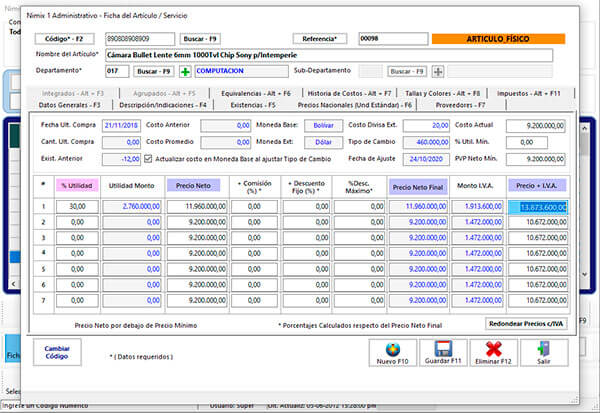 Nimix 1 Administrativo - Ficha del Artículo / Servicio
Código* - F2 890808908909 Buscar - F9 Referencia* 00098 ARTICULO_FÍSICO
Nombre del Artículo* Cámara Bullet Lente 6mm 1000Tvl Chip Sony p/Intemperie
Departamento* 017 Buscar - F9 COMPUTACION Sub-Departamento Buscar - F9
Integrados - Alt + F3 Agrupados - Alt + F5 Equivalencias - Alt + F6 Historia de Costos - Alt + F7 Tallas y Colores - Alt + F8 Impuestos - Alt + F11
Datos Generales - F3 Descripción/Indicaciones - F4 Existencias - F5 Precios Nacionales (Und Estándar) - F6 Proveedores - F7
Fecha Ult. Compra 21/11/2018 Costo Anterior 0,00 Moneda Base: Bolívar Costo Divisa Ext. 20,00 Costo Actual 9.200.000,00
Cant. Ult. Compra 0,00 Costo Promedio 0,00 Moneda Ext: Dólar Tipo de Cambio 460.000,00 % Util. Mín. 0,00
Exist. Anterior -12,00 Actualizar costo en Moneda Base al ajustar Tipo de Cambio Fecha de Ajuste 24/10/2020 PVP Neto Mín. 9.200.000,00
# % Utilidad Utilidad Monto Precio Neto + Comisión (%) * + Descuento Fijo (%) * %Desc. Máximo* Precio Neto Final Monto I.V.A. Precio + I.V.A.
1 30,00 2.760.000,00 11.960.000,00 0,00 0,00 0,00 11.960.000,00 1.913.600,00 13.873.600,00
2 0,00 0,00 9.200.000,00 0,00 0,00 0,00 9.200.000,00 1.472.000,00 10.672.000,00
3 0,00 0,00 9.200.000,00 0,00 0,00 0,00 9.200.000,00 1.472.000,00 10.672.000,00
4 0,00 0,00 9.200.000,00 0,00 0,00 0,00 9.200.000,00 1.472.000,00 10.672.000,00
5 0,00 0,00 9.200.000,00 0,00 0,00 0,00 9.200.000,00 1.472.000,00 10.672.000,00
6 0,00 0,00 9.200.000,00 0,00 0,00 0,00 9.200.000,00 1.472.000,00 10.672.000,00
7 0,00 0,00 9.200.000,00 0,00 0,00 0,00 9.200.000,00 1.472.000,00 10.672.000,00
Precio Neto por debajo de Precio Mínimo * Porcentajes Calculados respecto del Precio Neto Final Redondear Precios c/IVA
Cambiar Código * ( Datos requeridos ) Nuevo F10 Guardar F11 Eliminar F12 Salir
Ingrese un Código Numérico Usuario: Super Ult. Actualiz: 05-06-2012 13:28:00 pm